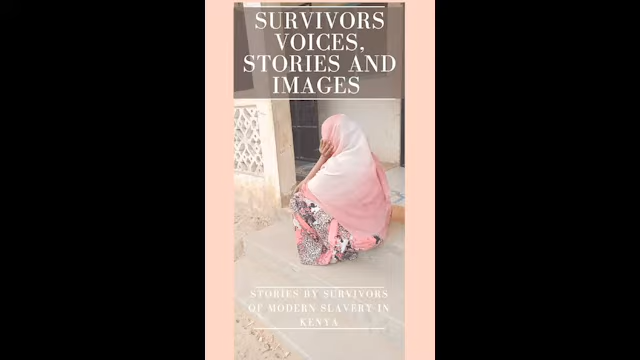 SURVIVORS
VOICES,
STORIES AND
IMAGES
STORIES BY SURVIVORS
OF MODERN SLAVERY IN
KENYA